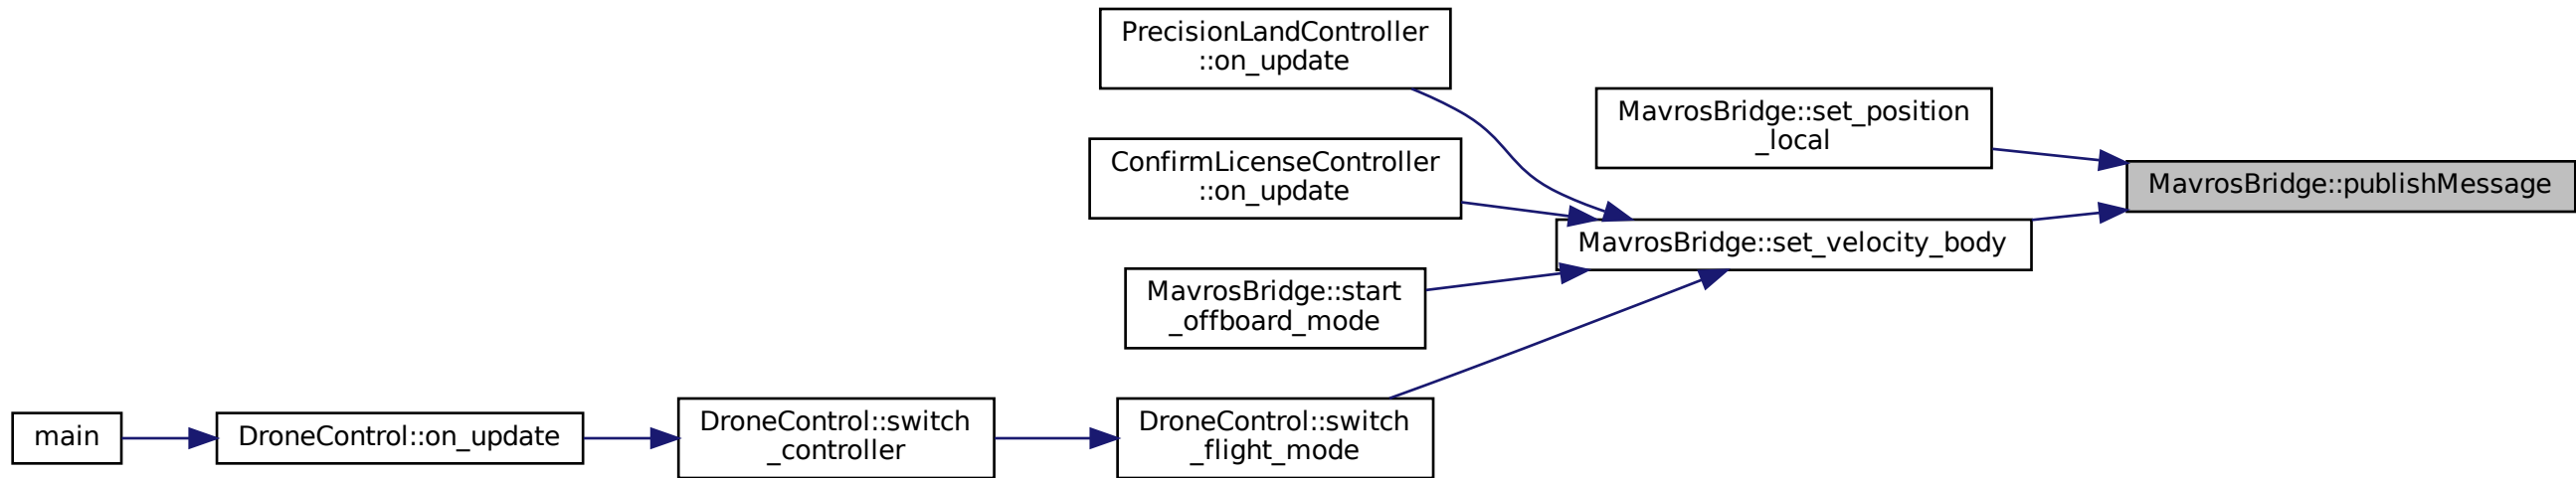 PrecisionLandController
::on_update
MavrosBridge::set_position
_local
ConfirmLicenseController
::on_update
MavrosBridge::publishMessage
MavrosBridge::set_velocity_body
MavrosBridge::start
_offboard_mode
main
DroneControl::on_update
DroneControl::switch
_controller
DroneControl::switch
_flight_mode